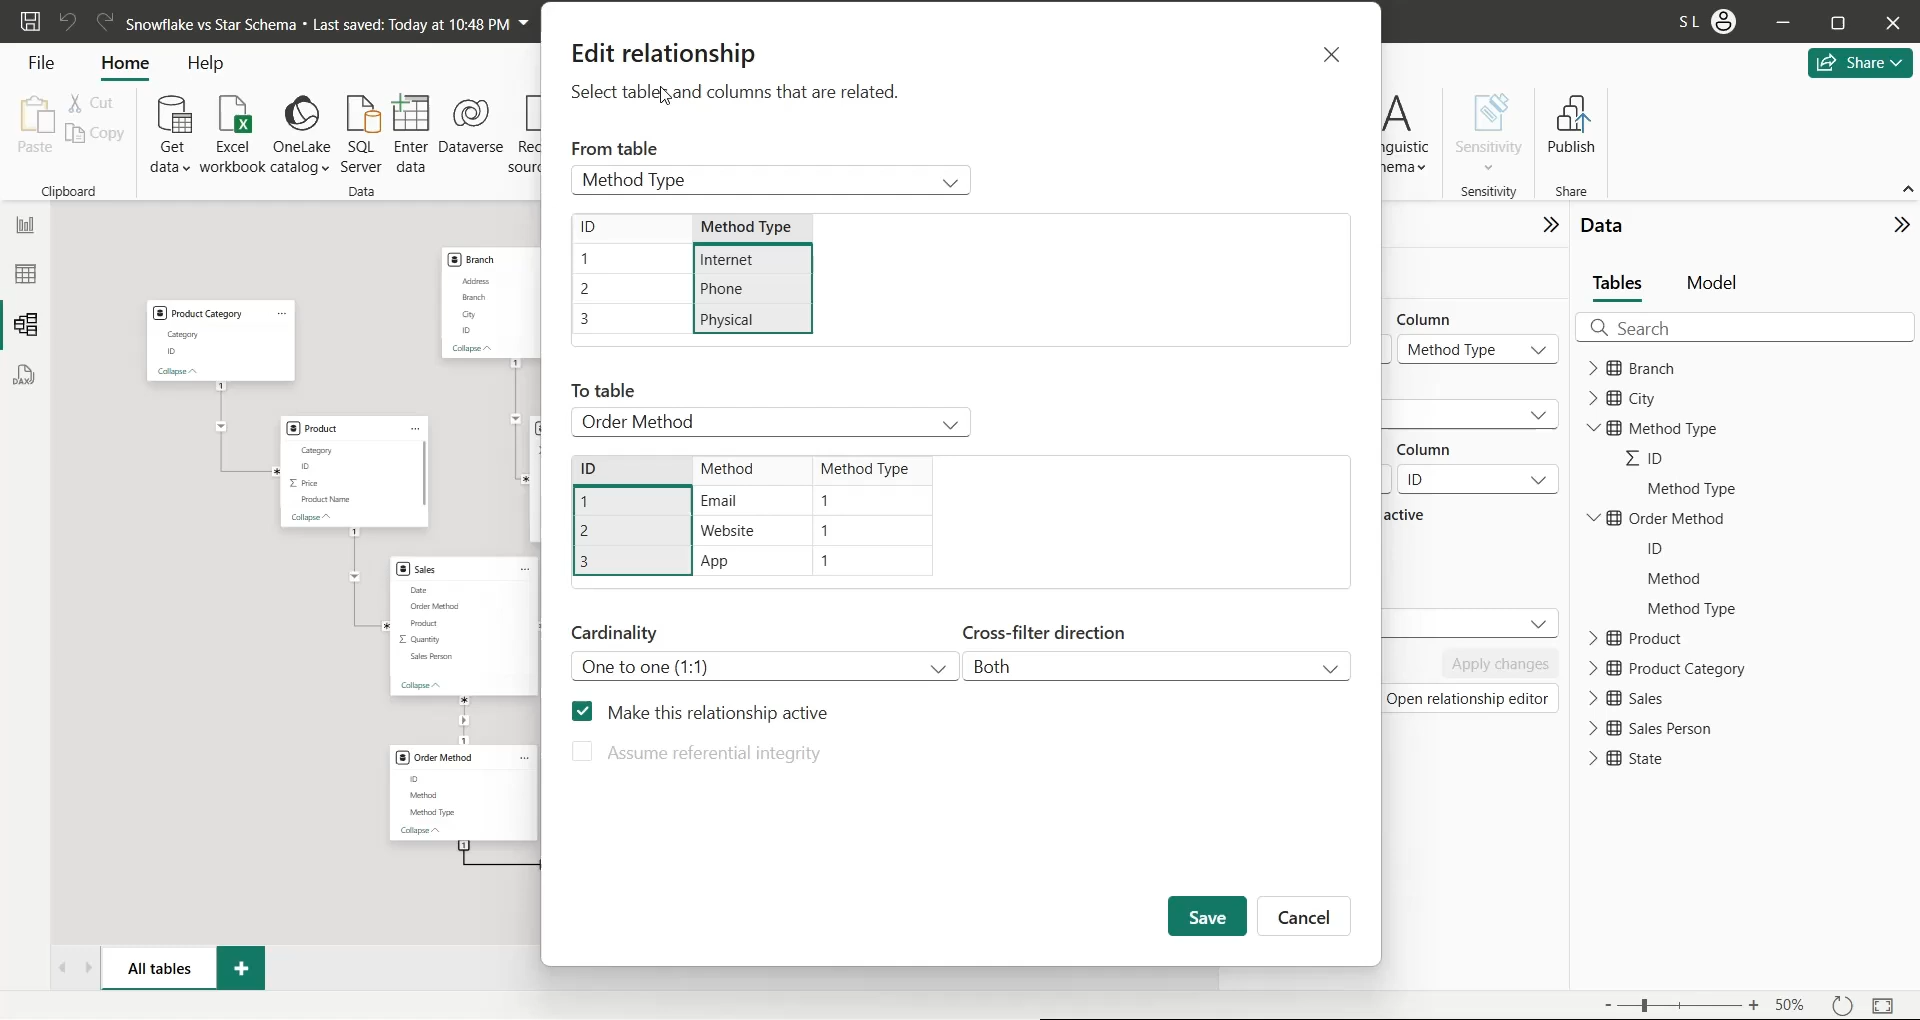 Snowflake vs Star Schema • Last saved: Today at 10:48 PM
S L
File
Home
Help
Share
Paste
Cut
Copy
Clipboard
Get data
Excel workbook
OneLake catalog
SQL Server
Enter data
Dataverse
Data
Sensitivity
Sensitivity
Publish
Share
Product Category
Category
ID
Collapse
1
*
Branch
Address
Branch
City
ID
Collapse
1
*
Product
Category
ID
Σ Price
Product Name
Collapse
1
*
Sales
Date
Order Method
Product
Σ Quantity
Sales Person
Collapse
*
1
Order Method
ID
Method
Method Type
Collapse
1
DAX
All tables
+
Edit relationship
Select tables and columns that are related.
From table
Method Type
ID Method Type
1 Internet
2 Phone
3 Physical
To table
Order Method
ID Method Method Type
1 Email 1
2 Website 1
3 App 1
Cardinality
Cross-filter direction
One to one (1:1)
Both
Make this relationship active
Assume referential integrity
Save
Cancel
Column
Method Type
Column
ID
active
Apply changes
Open relationship editor
Data
Tables
Model
Search
Branch
City
Method Type
Σ ID
Method Type
Order Method
ID
Method
Method Type
Product
Product Category
Sales
Sales Person
State
- + 50%